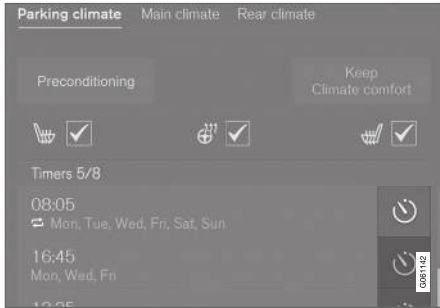 Parking climate Main climate Rear climate
Preconditioning
Keep
Climate comfort
Timers 5/8
08:05
Mon, Tue, Wed, Fri, Sat, Sun
16:45
Mon, Wed, Fri
G061142